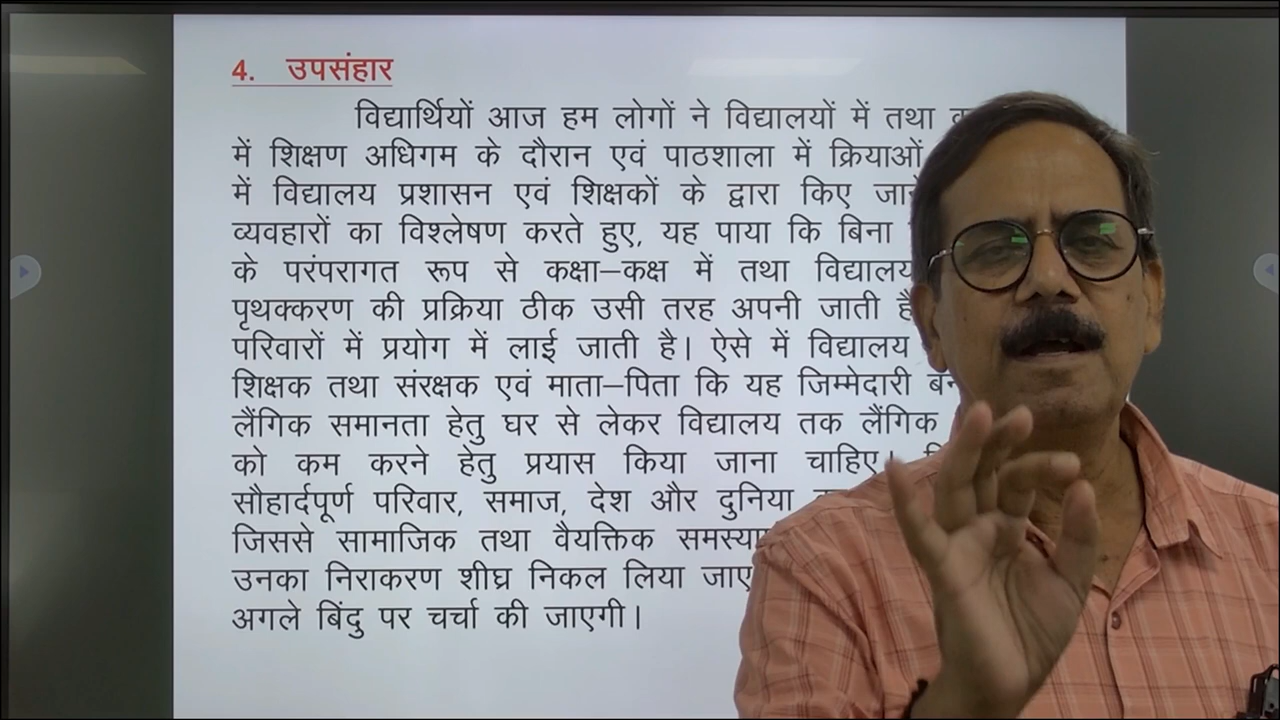 4. उपसंहार
विद्यार्थियों आज हम लोगों ने विद्यालयों में तथा
में शिक्षण अधिगम के दौरान एवं पाठशाला में क्रियाओं
में विद्यालय प्रशासन एवं शिक्षकों के द्वारा किए
व्यवहारों का विश्लेषण करते हुए, यह पाया कि बिना
के परंपरागत रूप से कक्षा–कक्ष में तथा विद्यालय
पृथक्करण की प्रक्रिया ठीक उसी तरह अपनी जाती है
परिवारों में प्रयोग में लाई जाती है। ऐसे में विद्यालय
शिक्षक तथा संरक्षक एवं माता–पिता कि यह जिम्मेदारी
लैंगिक समानता हेतु घर से लेकर विद्यालय तक लैंगिक
को कम करने हेतु प्रयास किया जाना चाहिए।
सौहार्दपूर्ण परिवार, समाज, देश और दुनिया
जिससे सामाजिक तथा वैयक्तिक
उनका निराकरण शीघ्र निकल लिया
अगले बिंदु पर चर्चा की जाएगी।